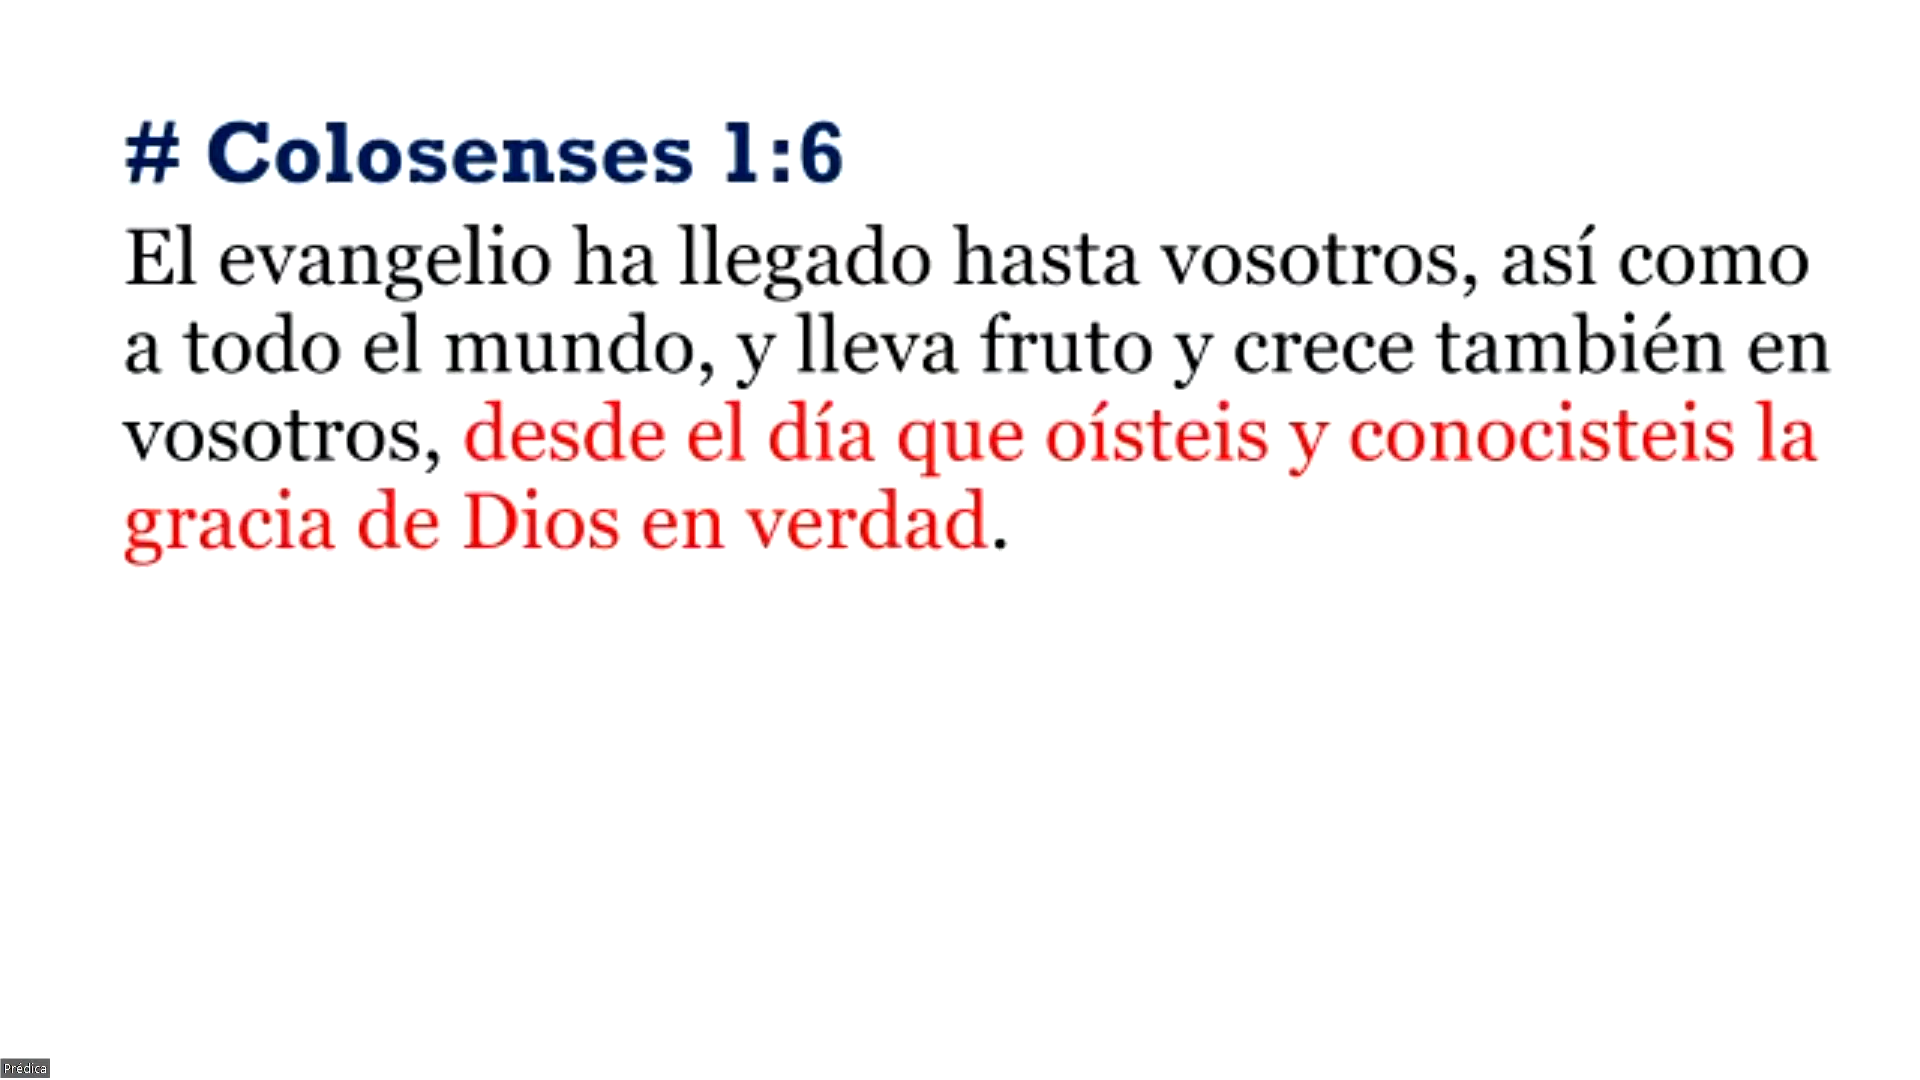 # Colosenses 1:6
El evangelio ha llegado hasta vosotros, así como
a todo el mundo, y lleva fruto y crece también en
vosotros, desde el día que oísteis y conocisteis la
gracia de Dios en verdad.
Prédica